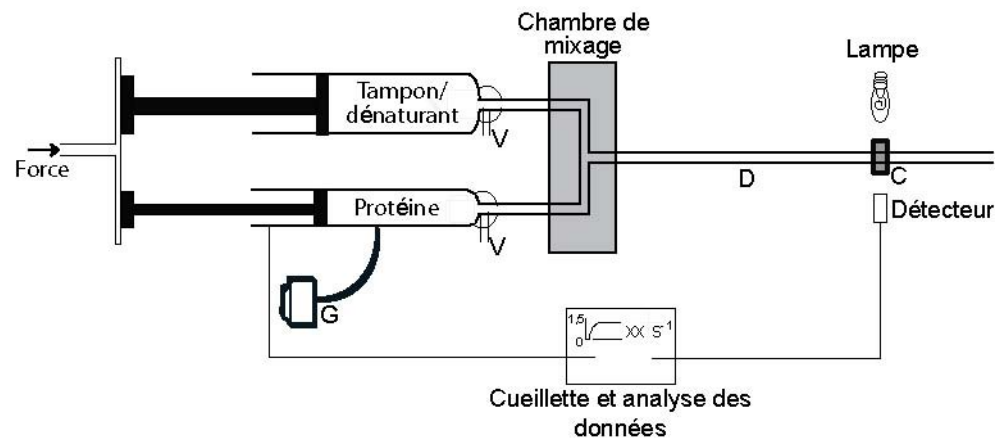 Chambre de
mixage
Lampe
Tampon/
dénaturant
V
Force
D
C
Protéine
Détecteur
V
G
1,5
0
XX S-1
Cueillette et analyse des
données